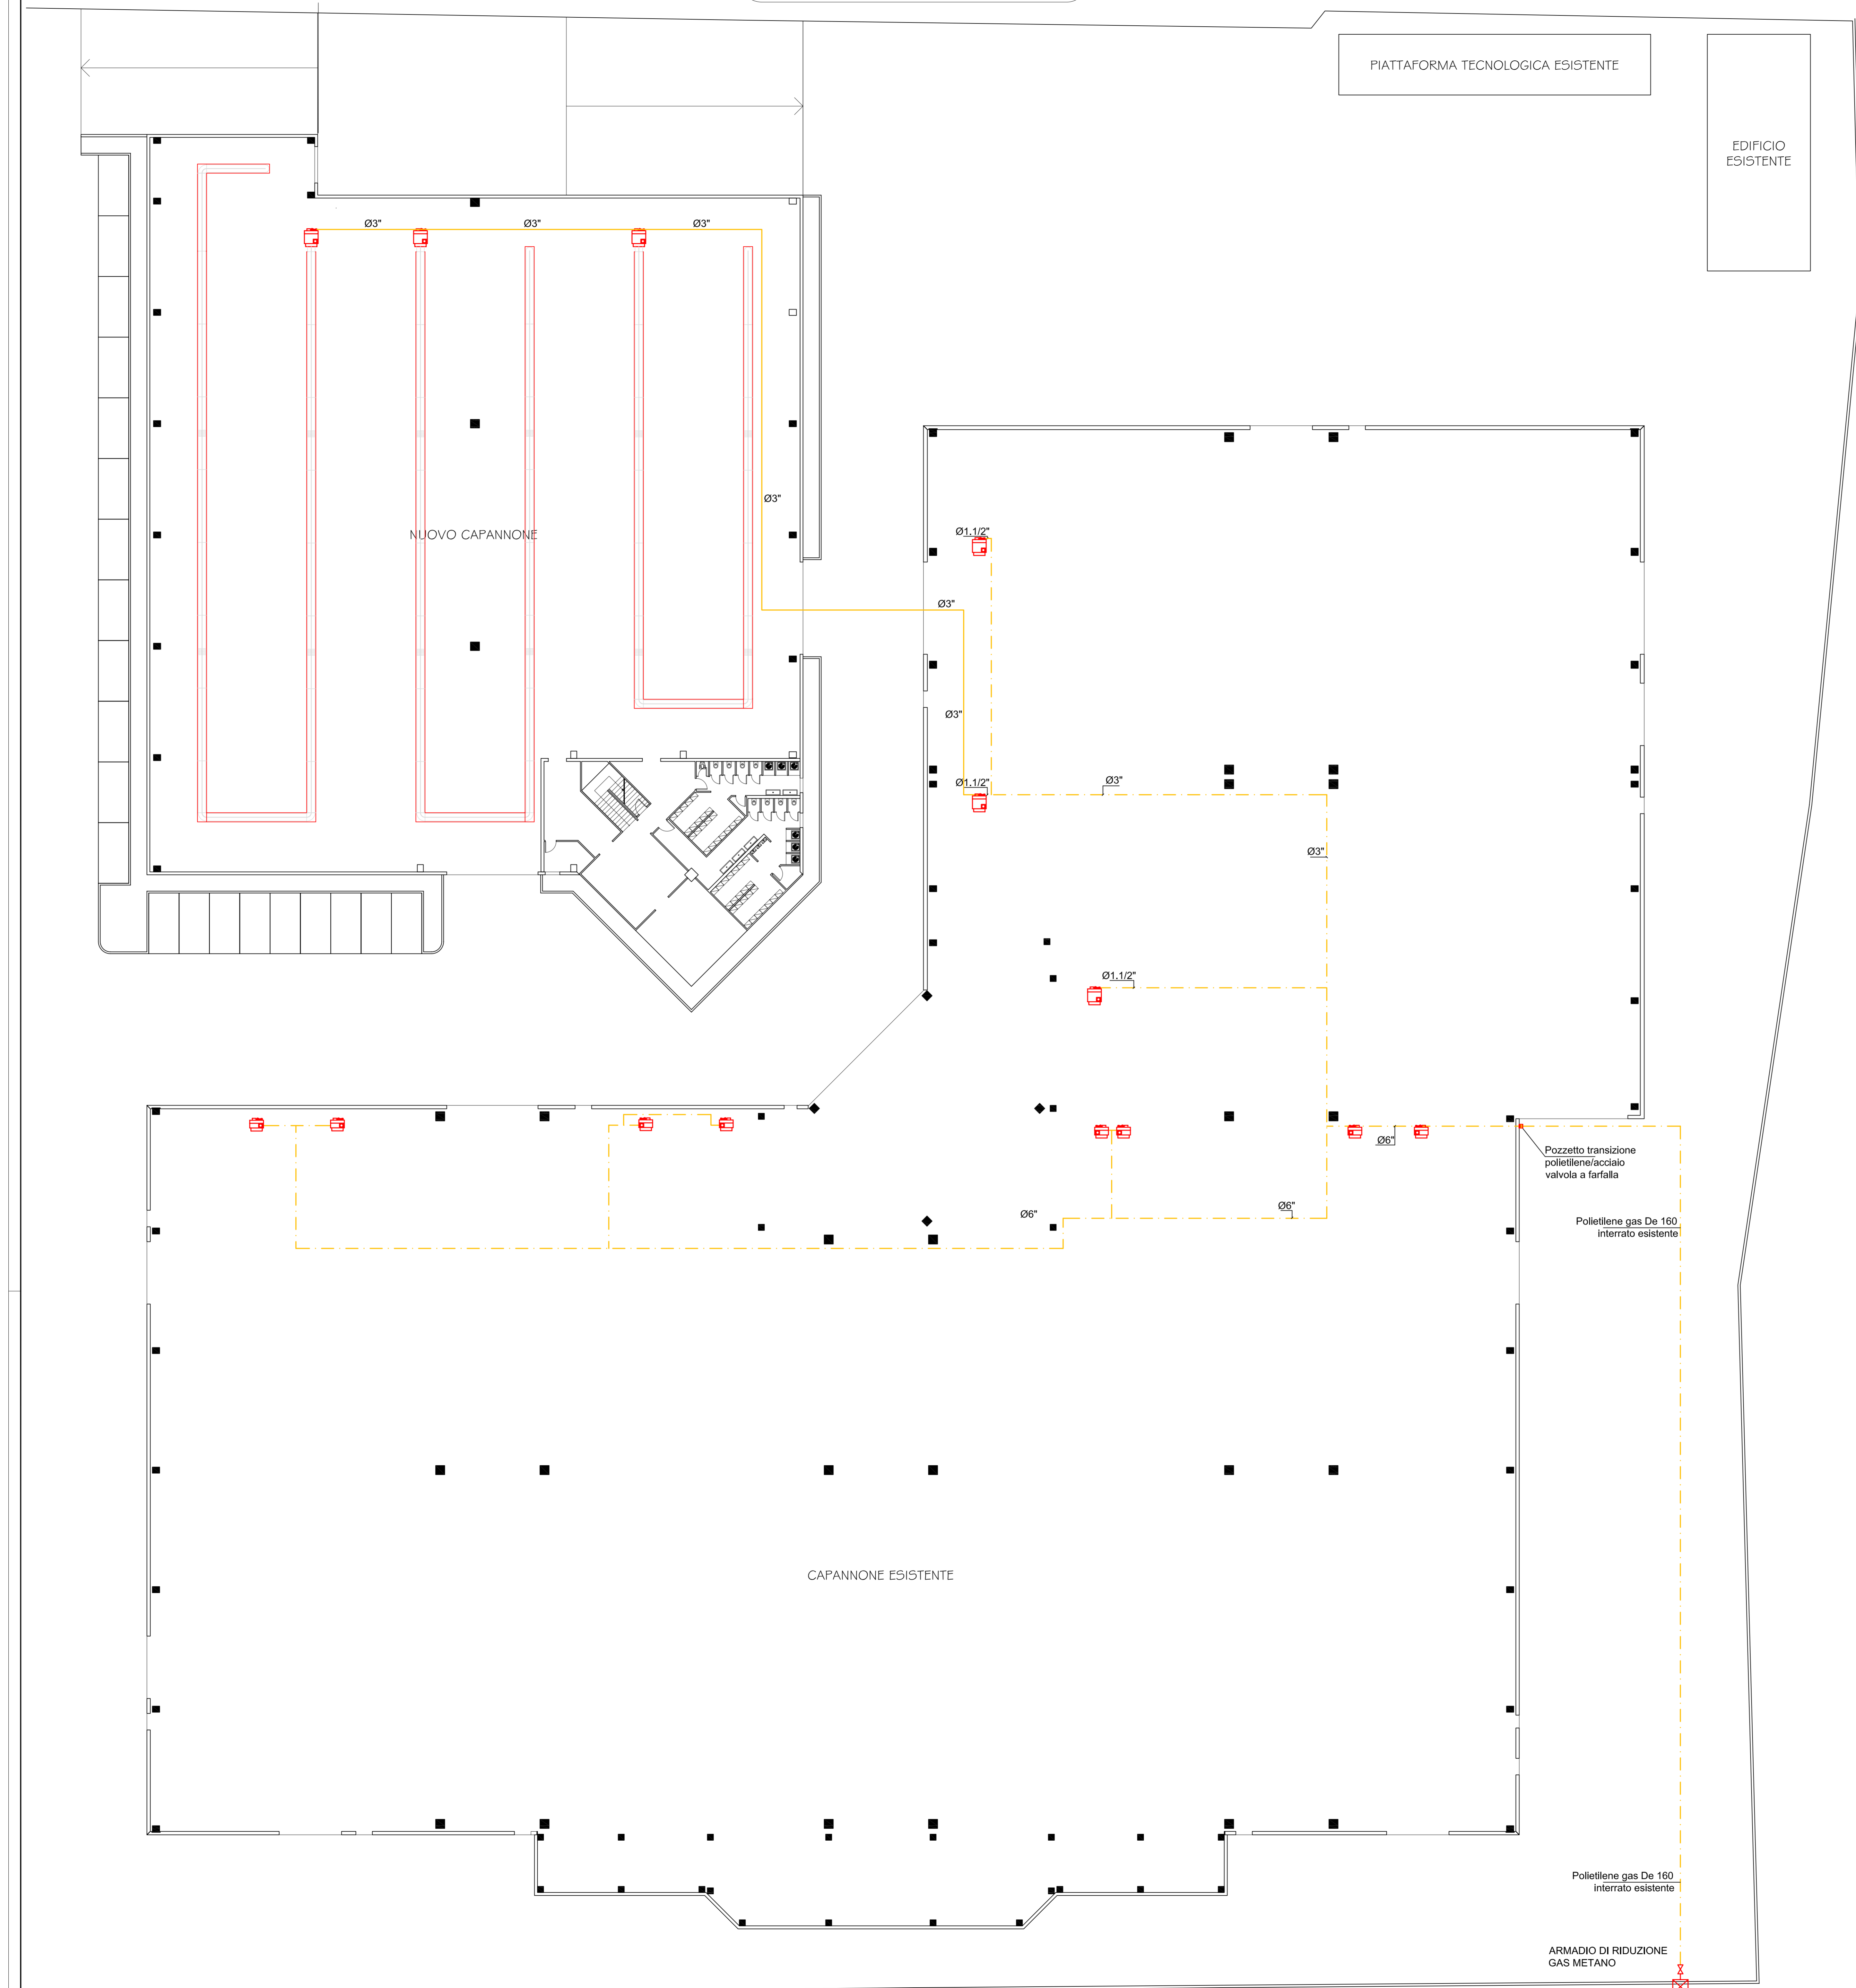 PIATTAFORMA TECNOLOGICA ESISTENTE
EDIFICIO
ESISTENTE
Ø3"
Ø3"
Ø3"
Ø3"
NUOVO CAPANNONE
Ø1.1/2"
Ø3"
Ø3"
Ø1.1/2"
Ø3"
Ø3"
Ø1.1/2"
Ø6"
Pozzetto transizione
polietilene/acciaio
valvola a farfalla
Ø6"
Ø6"
Polietilene gas De 160
interrato esistente
CAPANNONE ESISTENTE
Polietilene gas De 160
interrato esistente
ARMADIO DI RIDUZIONE
GAS METANO